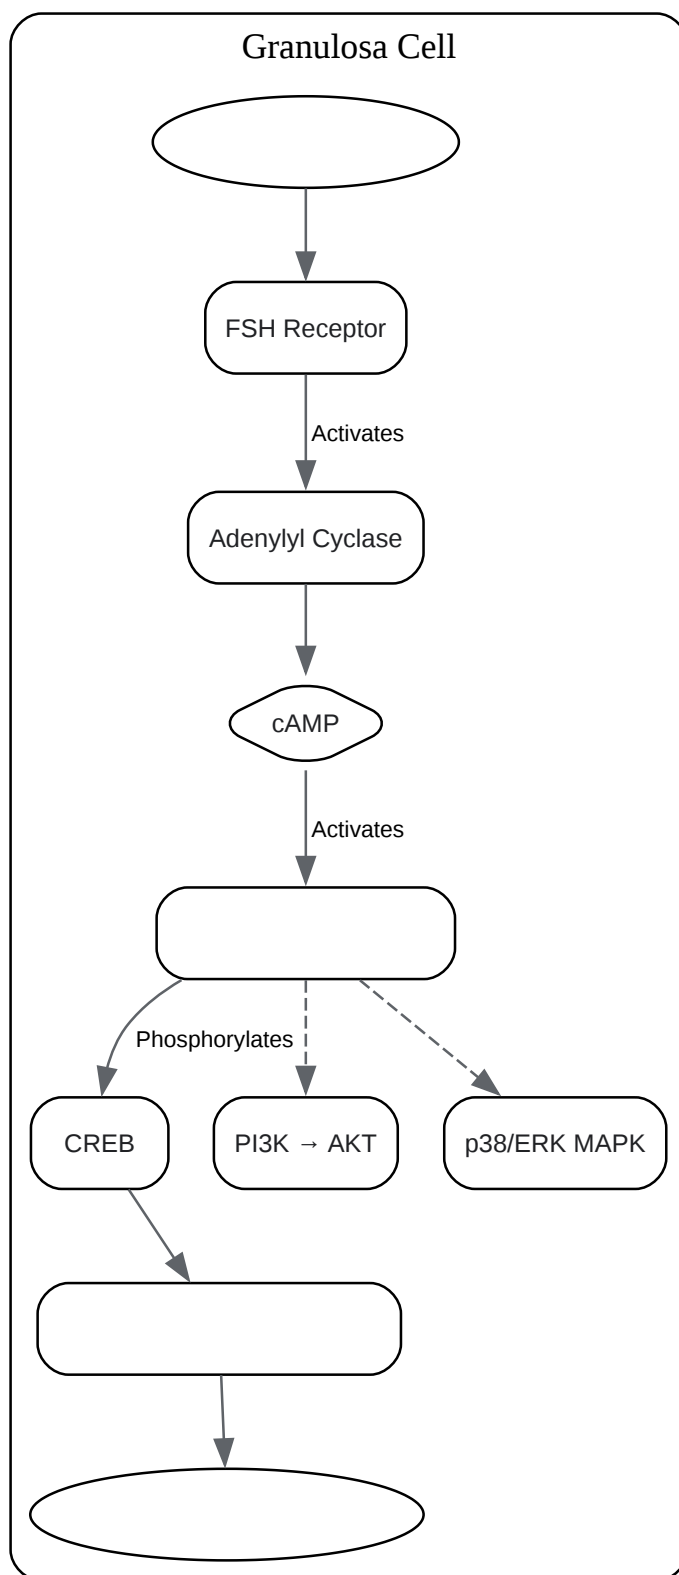 Granulosa Cell
FSH Receptor
Activates
Adenylyl Cyclase
cAMP
Activates
Phosphorylates
CREB
PI3K → AKT
p38/ERK MAPK